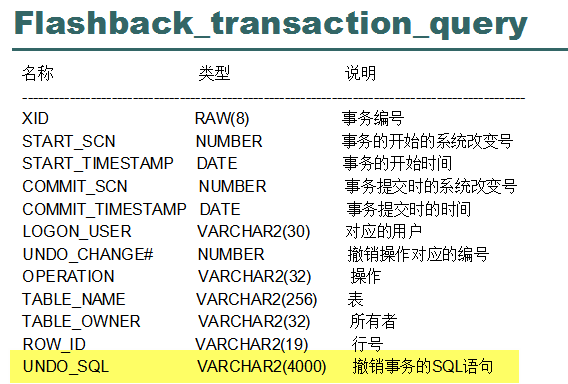 Flashback_transaction_query
名称 类型 说明
--------------------------------------------------------------------------------------------
XID RAW(8) 事务编号
START_SCN NUMBER 事务的开始的系统改变号
START_TIMESTAMP DATE 事务的开始时间
COMMIT_SCN NUMBER 事务提交时的系统改变号
COMMIT_TIMESTAMP DATE 事务提交时的时间
LOGON_USER VARCHAR2(30) 对应的用户
UNDO_CHANGE# NUMBER 撤销操作对应的编号
OPERATION VARCHAR2(32) 操作
TABLE_NAME VARCHAR2(256) 表
TABLE_OWNER VARCHAR2(32) 所有者
ROW_ID VARCHAR2(19) 行号
UNDO_SQL VARCHAR2(4000) 撤销事务的SQL语句